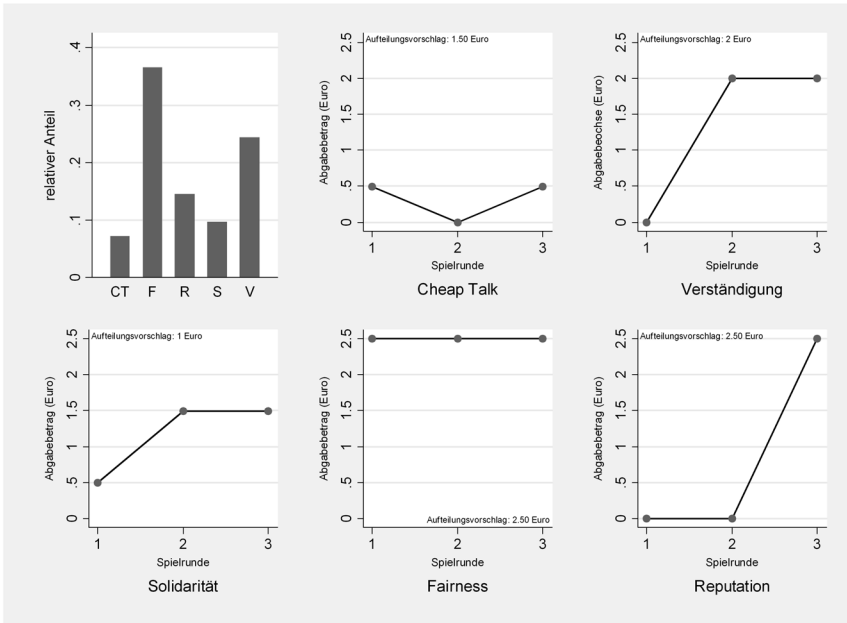 relativer Anteil
0 .1 .2 .3 .4
CT F R S V
Aufteilungsvorschlag: 1.50 Euro
Abgabebetrag (Euro)
0 .5 1 1.5 2 2.5
1 2 3
Spielrunde
Cheap Talk
Aufteilungsvorschlag: 2 Euro
Abgabebeochse (Euro)
0 .5 1 1.5 2 2.5
1 2 3
Spielrunde
Verständigung
Aufteilungsvorschlag: 1 Euro
Abgabebetrag (Euro)
0 .5 1 1.5 2 2.5
1 2 3
Spielrunde
Solidarität
Abgabebetrag (Euro)
0 .5 1 1.5 2 2.5
Aufteilungsvorschlag: 2.50 Euro
1 2 3
Spielrunde
Fairness
Aufteilungsvorschlag: 2.50 Euro
Abgabebetrag (Euro)
0 .5 1 1.5 2 2.5
1 2 3
Spielrunde
Reputation